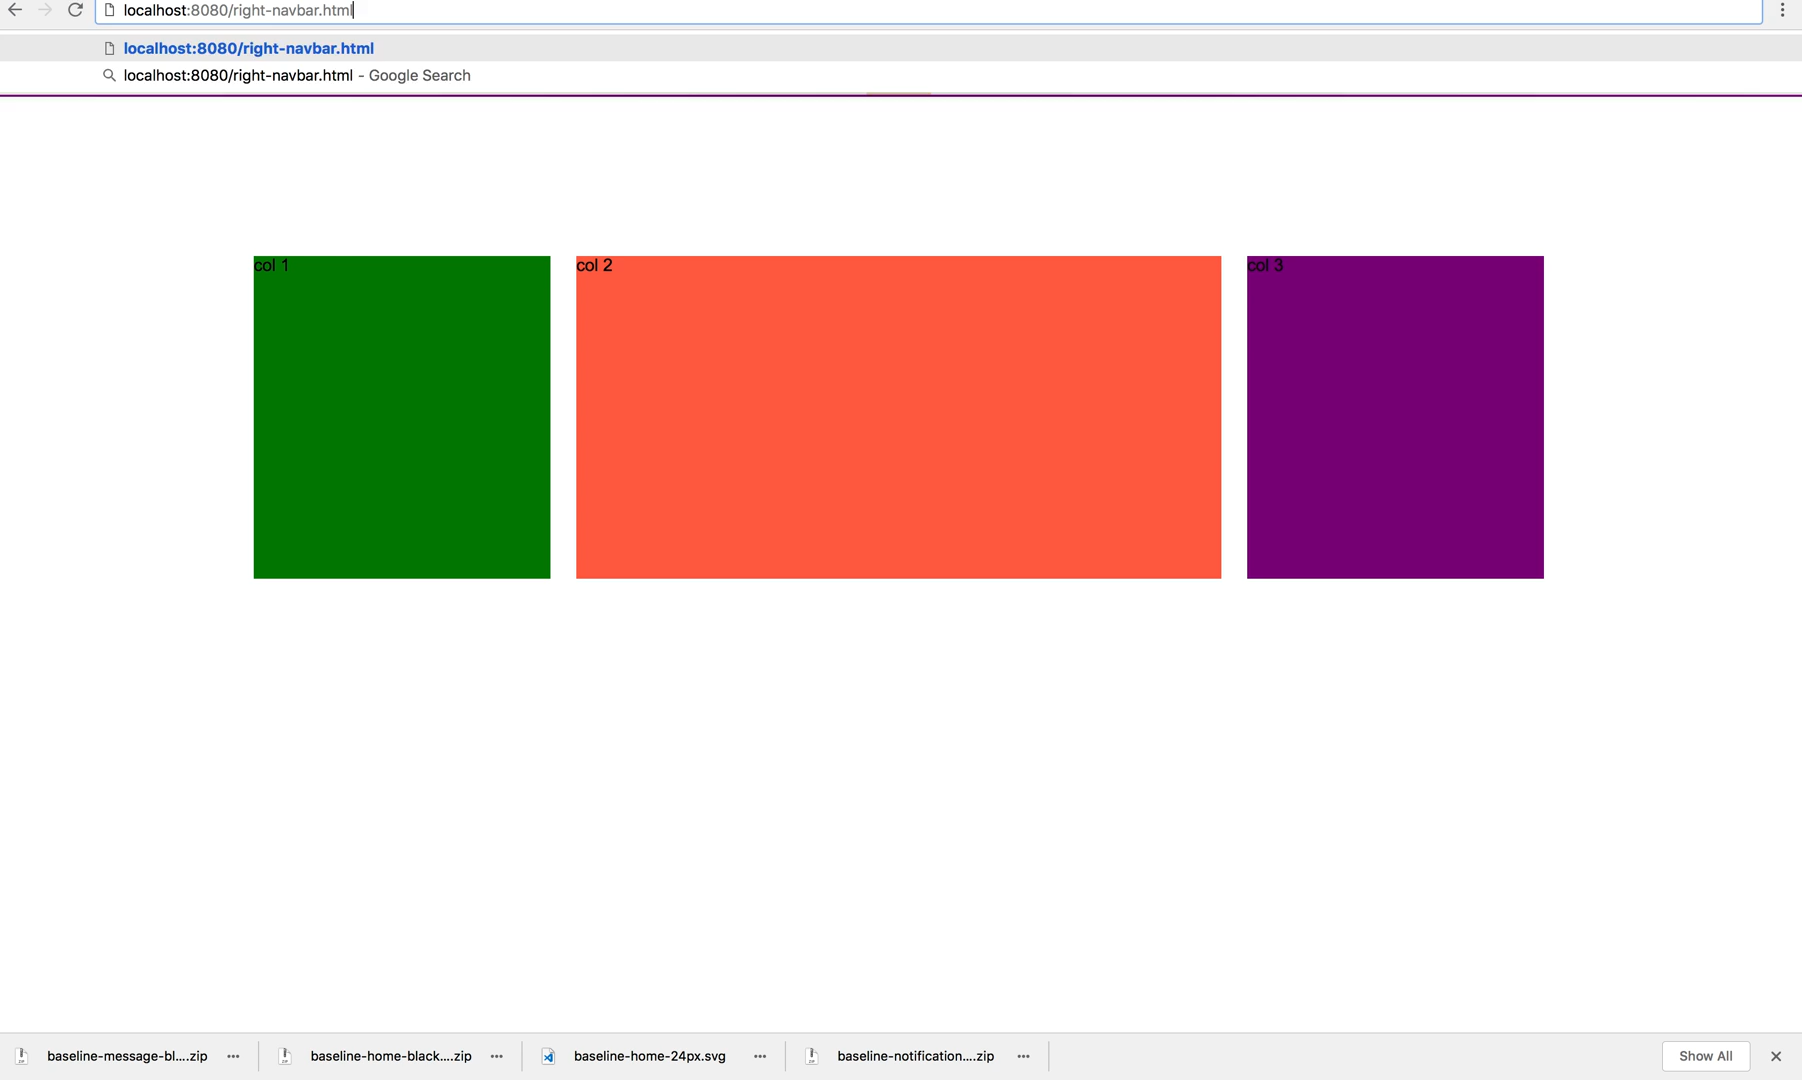 localhost:8080/right-navbar.html
localhost:8080/right-navbar.html
localhost:8080/right-navbar.html - Google Search
col 1
col 2
col 3
baseline-message-bl....zip
baseline-home-black....zip
baseline-home-24px.svg
baseline-notification....zip
Show All